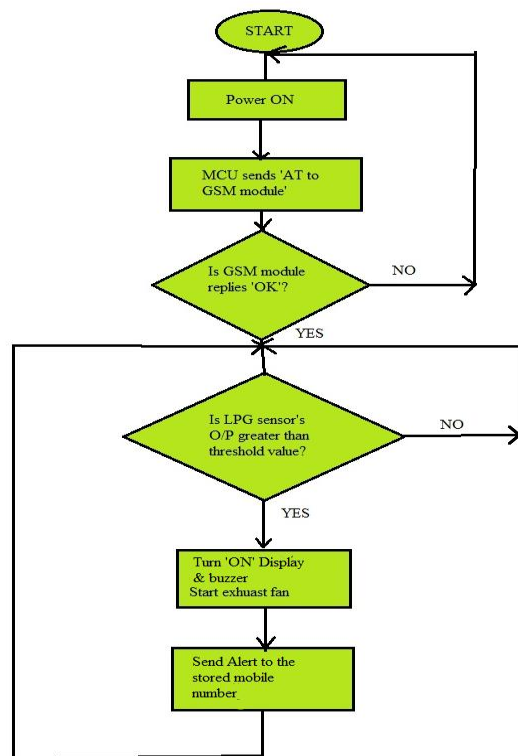 START
Power ON
MCU sends 'AT to
GSM module'
Is GSM module
replies 'OK'?
NO
YES
Is LPG sensor's
O/P greater than
threshold value?
NO
YES
Turn 'ON' Display
& buzzer
Start exhuast fan
Send Alert to the
stored mobile
number.